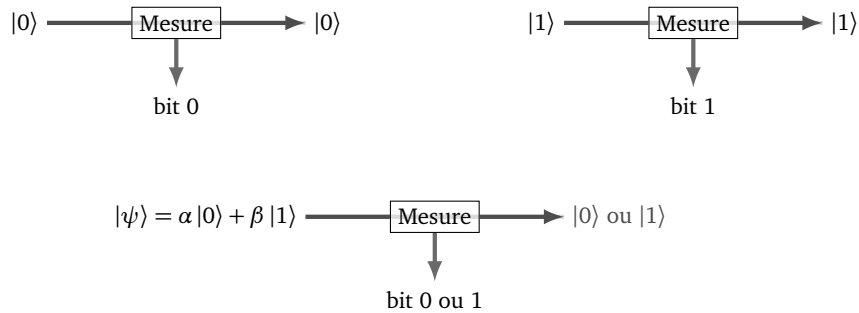 |0⟩ Mesure |0⟩ |1⟩ Mesure |1⟩
bit 0 bit 1
|ψ⟩ = α |0⟩ + β |1⟩ Mesure |0⟩ ou |1⟩
bit 0 ou 1